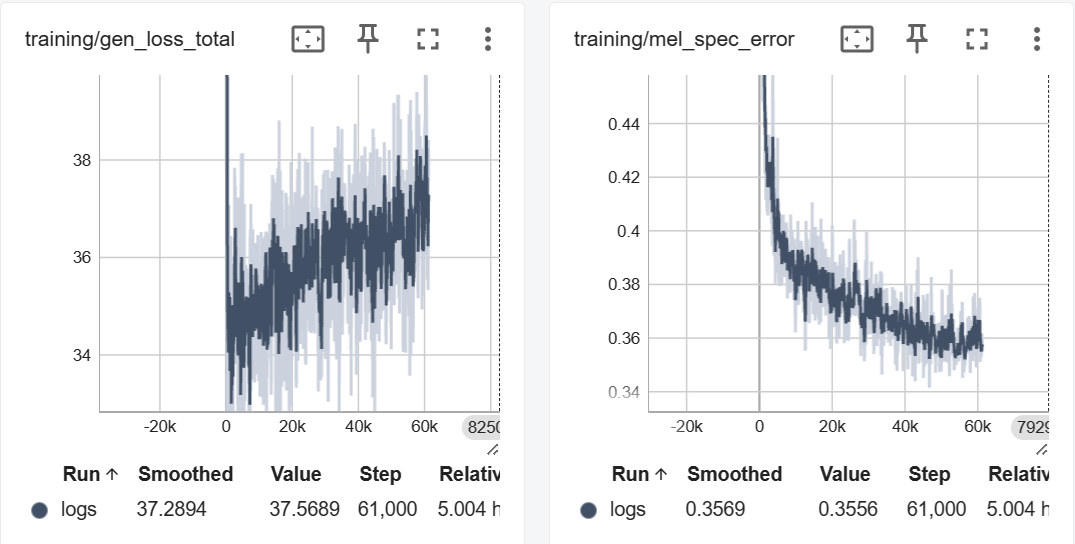 training/gen_loss_total
38
36
34
-20k 0 20k 40k 60k 8250
Run ↑ Smoothed Value Step Relativ
logs 37.2894 37.5689 61,000 5.004 h
training/mel_spec_error
0.44
0.42
0.4
0.38
0.36
0.34
-20k 0 20k 40k 60k 7929
Run ↑ Smoothed Value Step Relativ
logs 0.3569 0.3556 61,000 5.004 h